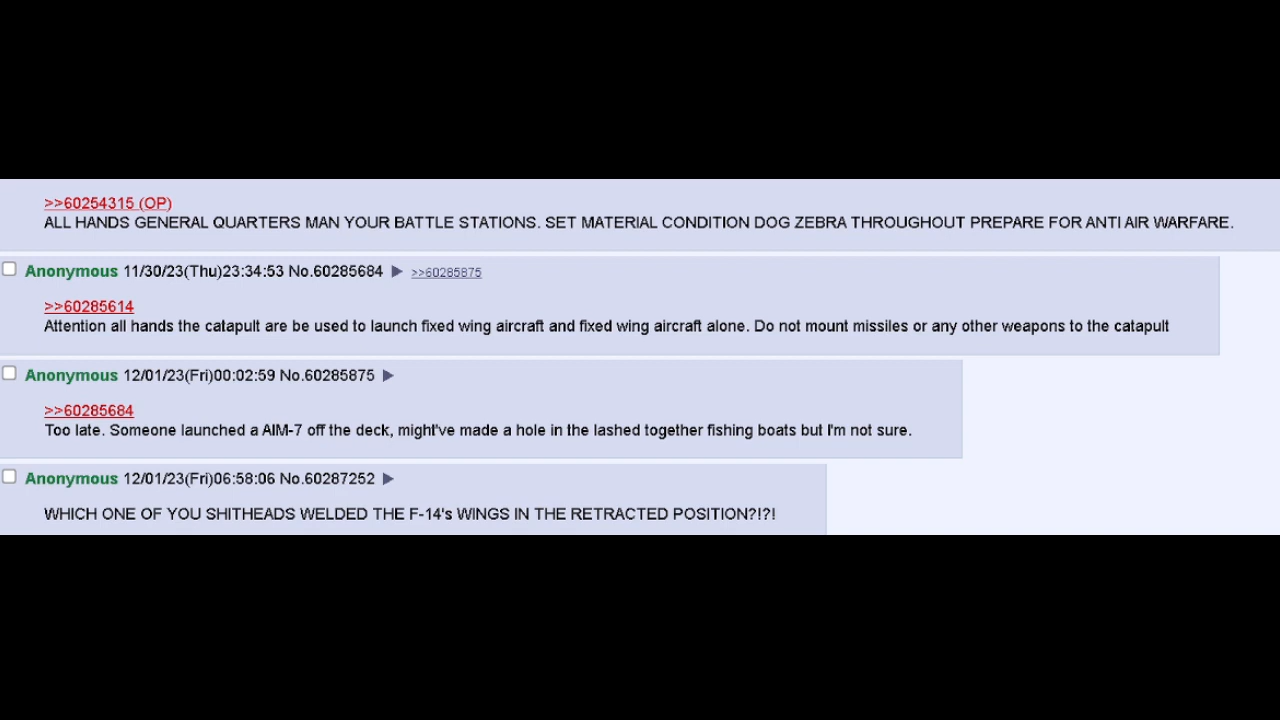 >>60254315 (OP)
ALL HANDS GENERAL QUARTERS MAN YOUR BATTLE STATIONS. SET MATERIAL CONDITION DOG ZEBRA THROUGHOUT PREPARE FOR ANTI AIR WARFARE.
Anonymous 11/30/23(Thu)23:34:53 No.60285684 ▶ >>60285875
>>60285614
Attention all hands the catapult are be used to launch fixed wing aircraft and fixed wing aircraft alone. Do not mount missiles or any other weapons to the catapult
Anonymous 12/01/23(Fri)00:02:59 No.60285875 ▶
>>60285684
Too late. Someone launched a AIM-7 off the deck, might've made a hole in the lashed together fishing boats but I'm not sure.
Anonymous 12/01/23(Fri)06:58:06 No.60287252 ▶
WHICH ONE OF YOU SHITHEADS WELDED THE F-14's WINGS IN THE RETRACTED POSITION?!?!